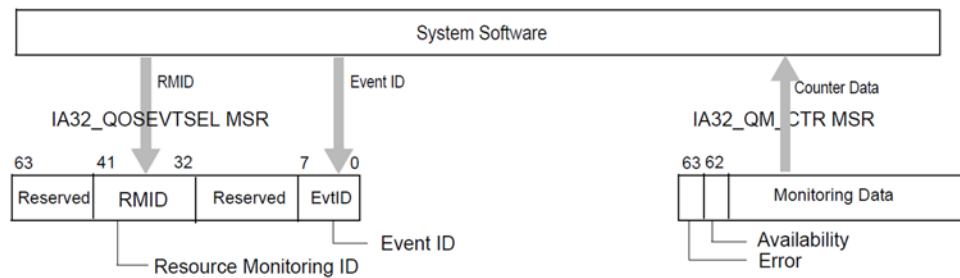 System Software
RMID
Event ID
Counter Data
IA32_QOSEVTSEL MSR
IA32_QM_CTR MSR
63 41 32 7 0
63 62
Reserved RMID Reserved EvtID
Monitoring Data
Event ID
Resource Monitoring ID
Availability
Error